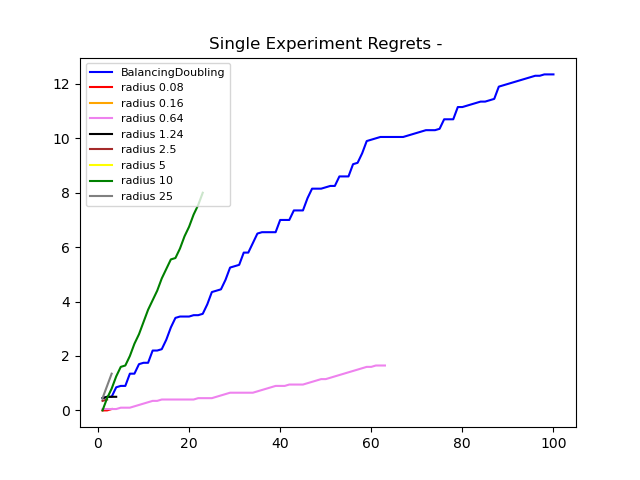 Single Experiment Regrets -
BalancingDoubling
radius 0.08
radius 0.16
radius 0.64
radius 1.24
radius 2.5
radius 5
radius 10
radius 25
12
10
8
6
4
2
0
0 20 40 60 80 100